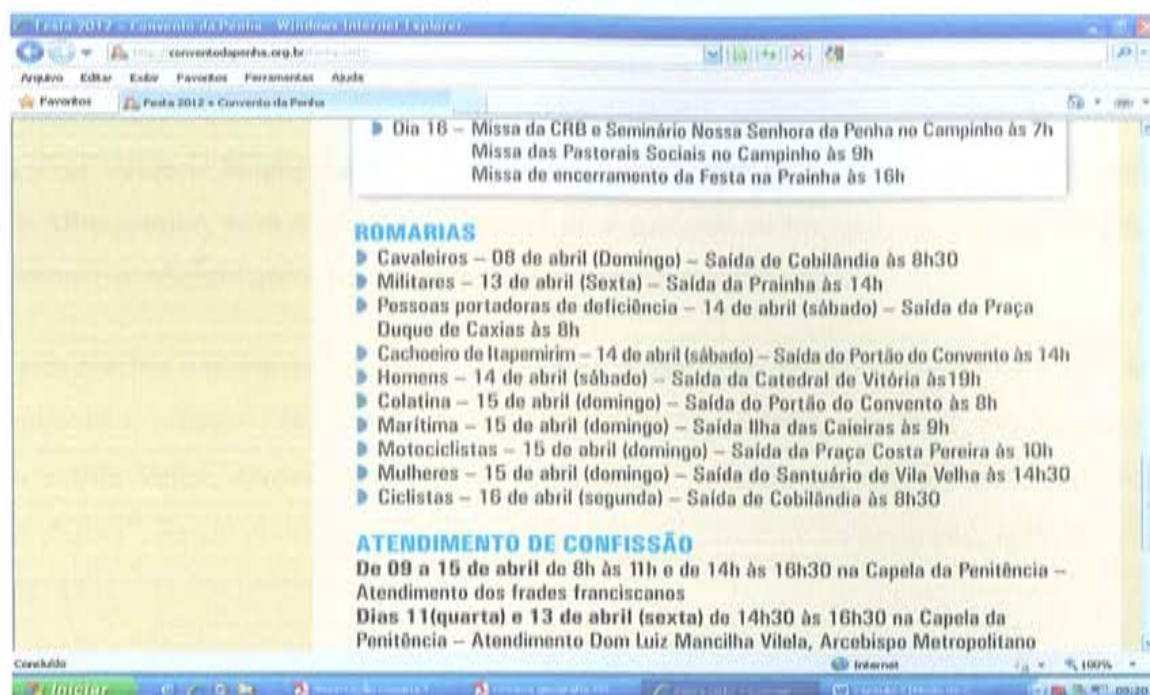 Festa 2012 « Convento da Penha - Windows Internet Explorer
conventodapenha.org.br
Arquivo Editar Exibir Favoritos Ferramentas Ajuda
Favoritos Festa 2012 « Convento da Penha
Dia 16 – Missa da CRB e Seminário Nossa Senhora da Penha no Campinho às 7h
Missa das Pastorais Sociais no Campinho às 9h
Missa de encerramento da Festa na Prainha às 16h
ROMARIAS
Cavaleiros – 08 de abril (Domingo) – Saída de Cobilândia às 8h30
Militares – 13 de abril (Sexta) – Saída da Prainha às 14h
Pessoas portadoras de deficiência – 14 de abril (sábado) – Saída da Praça
Duque de Caxias às 8h
Cachoeiro de Itapemirim – 14 de abril (sábado) – Saída do Portão do Convento às 14h
Homens – 14 de abril (sábado) – Saída da Catedral de Vitória às19h
Colatina – 15 de abril (domingo) – Saída do Portão do Convento às 8h
Marítima – 15 de abril (domingo) – Saída Ilha das Caieiras às 9h
Motociclistas – 15 de abril (domingo) – Saída da Praça Costa Pereira às 10h
Mulheres – 15 de abril (domingo) – Saída do Santuário de Vila Velha às 14h30
Ciclistas – 16 de abril (segunda) – Saída de Cobilândia às 8h30
ATENDIMENTO DE CONFISSÃO
De 09 a 15 de abril de 8h às 11h e de 14h às 16h30 na Capela da Penitência –
Atendimento dos frades franciscanos
Dias 11(quarta) e 13 de abril (sexta) de 14h30 às 16h30 na Capela da
Penitência – Atendimento Dom Luiz Mancilha Vilela, Arcebispo Metropolitano
Concluído Internet 100%
Iniciar 00:20